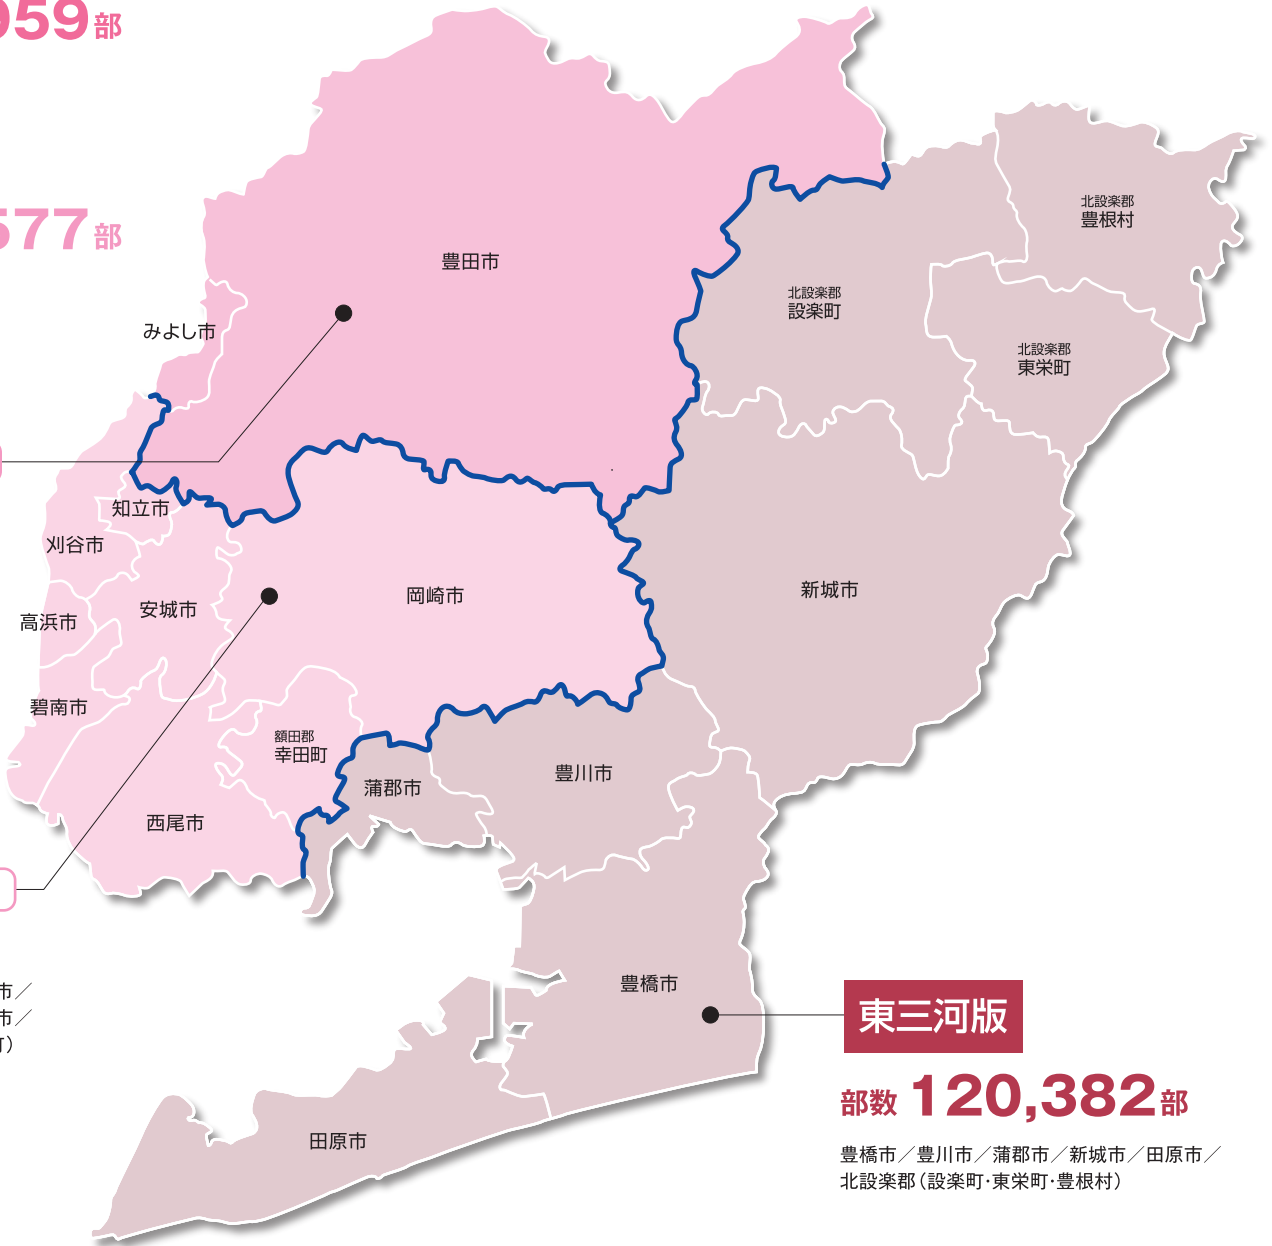 959部
577部
豊田市
みよし市
北設楽郡
豊根村
北設楽郡
設楽町
北設楽郡
東栄町
知立市
刈谷市
高浜市
安城市
岡崎市
新城市
碧南市
額田郡
幸田町
西尾市
蒲郡市
豊川市
豊橋市
田原市
市／
市／
町）
東三河版
部数 120,382部
豊橋市／豊川市／蒲郡市／新城市／田原市／
北設楽郡（設楽町・東栄町・豊根村）